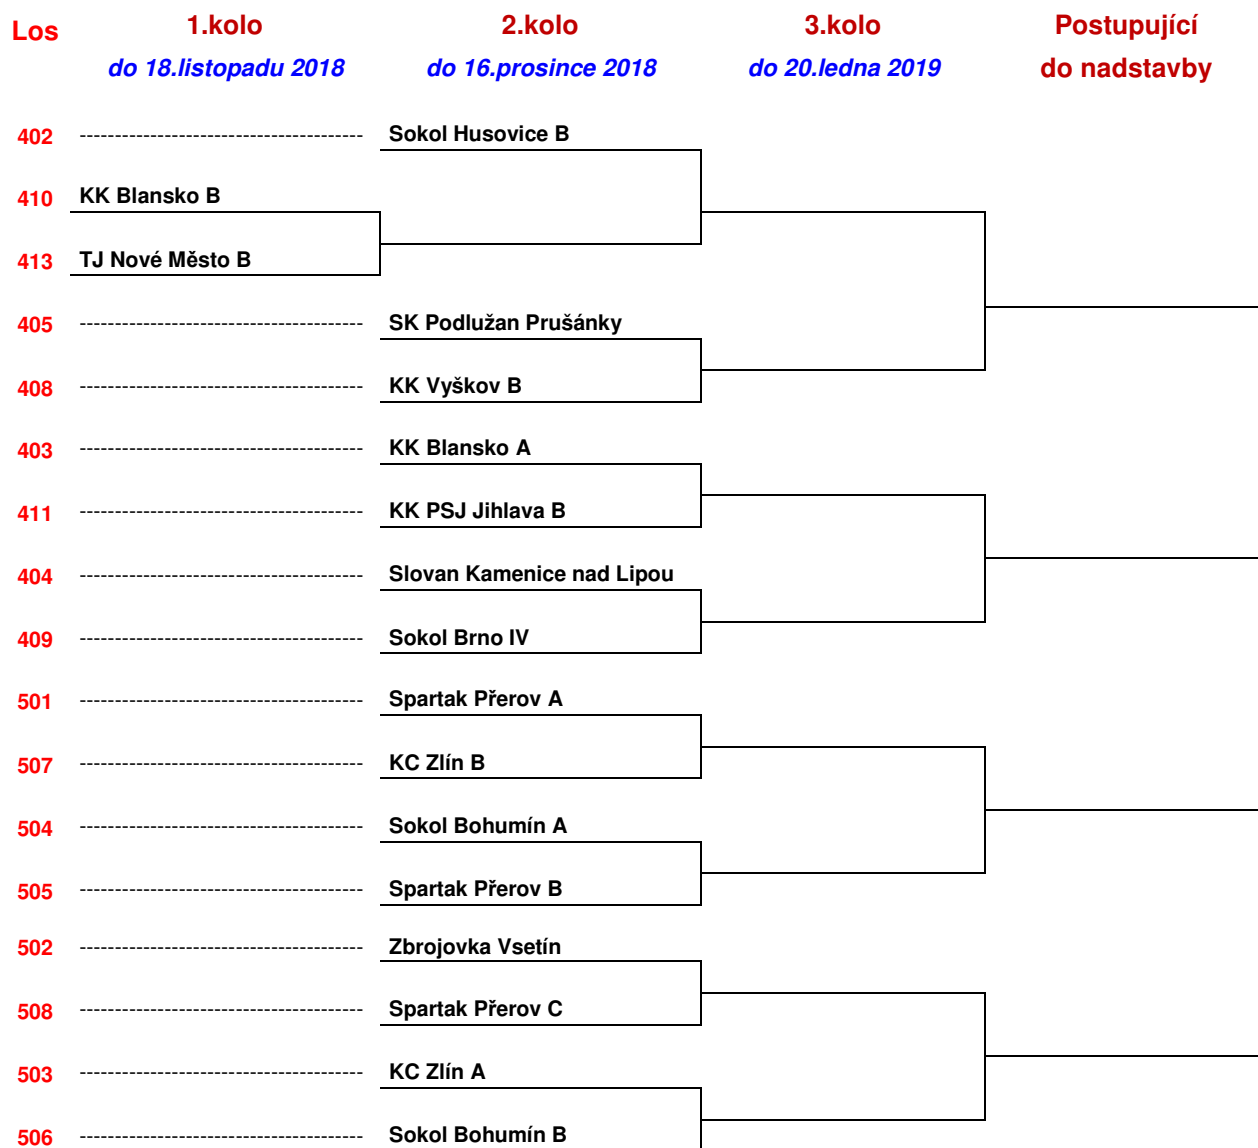 Los 1.kolo 2.kolo 3.kolo Postupující
do 18.listopadu 2018 do 16.prosince 2018 do 20.ledna 2019 do nadstavby
402 ---------------------------------------- Sokol Husovice B
410 KK Blansko B
413 TJ Nové Město B
405 ---------------------------------------- SK Podlužan Prušánky
408 ---------------------------------------- KK Vyškov B
403 ---------------------------------------- KK Blansko A
411 ---------------------------------------- KK PSJ Jihlava B
404 ---------------------------------------- Slovan Kamenice nad Lipou
409 ---------------------------------------- Sokol Brno IV
501 ---------------------------------------- Spartak Přerov A
507 ---------------------------------------- KC Zlín B
504 ---------------------------------------- Sokol Bohumín A
505 ---------------------------------------- Spartak Přerov B
502 ---------------------------------------- Zbrojovka Vsetín
508 ---------------------------------------- Spartak Přerov C
503 ---------------------------------------- KC Zlín A
506 ---------------------------------------- Sokol Bohumín B